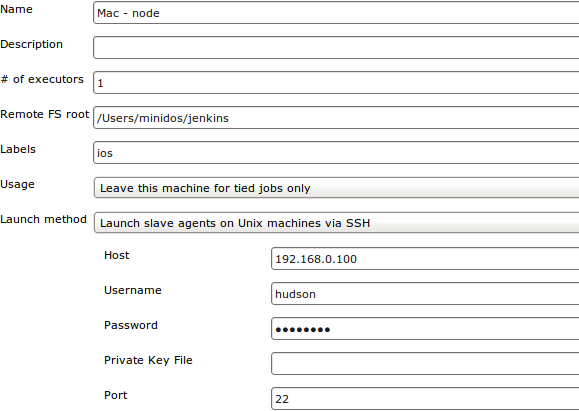 Name Mac - node
Description
# of executors 1
Remote FS root /Users/minidos/jenkins
Labels ios
Usage Leave this machine for tied jobs only
Launch method Launch slave agents on Unix machines via SSH
Host 192.168.0.100
Username hudson
Password ●●●●●●●●
Private Key File
Port 22